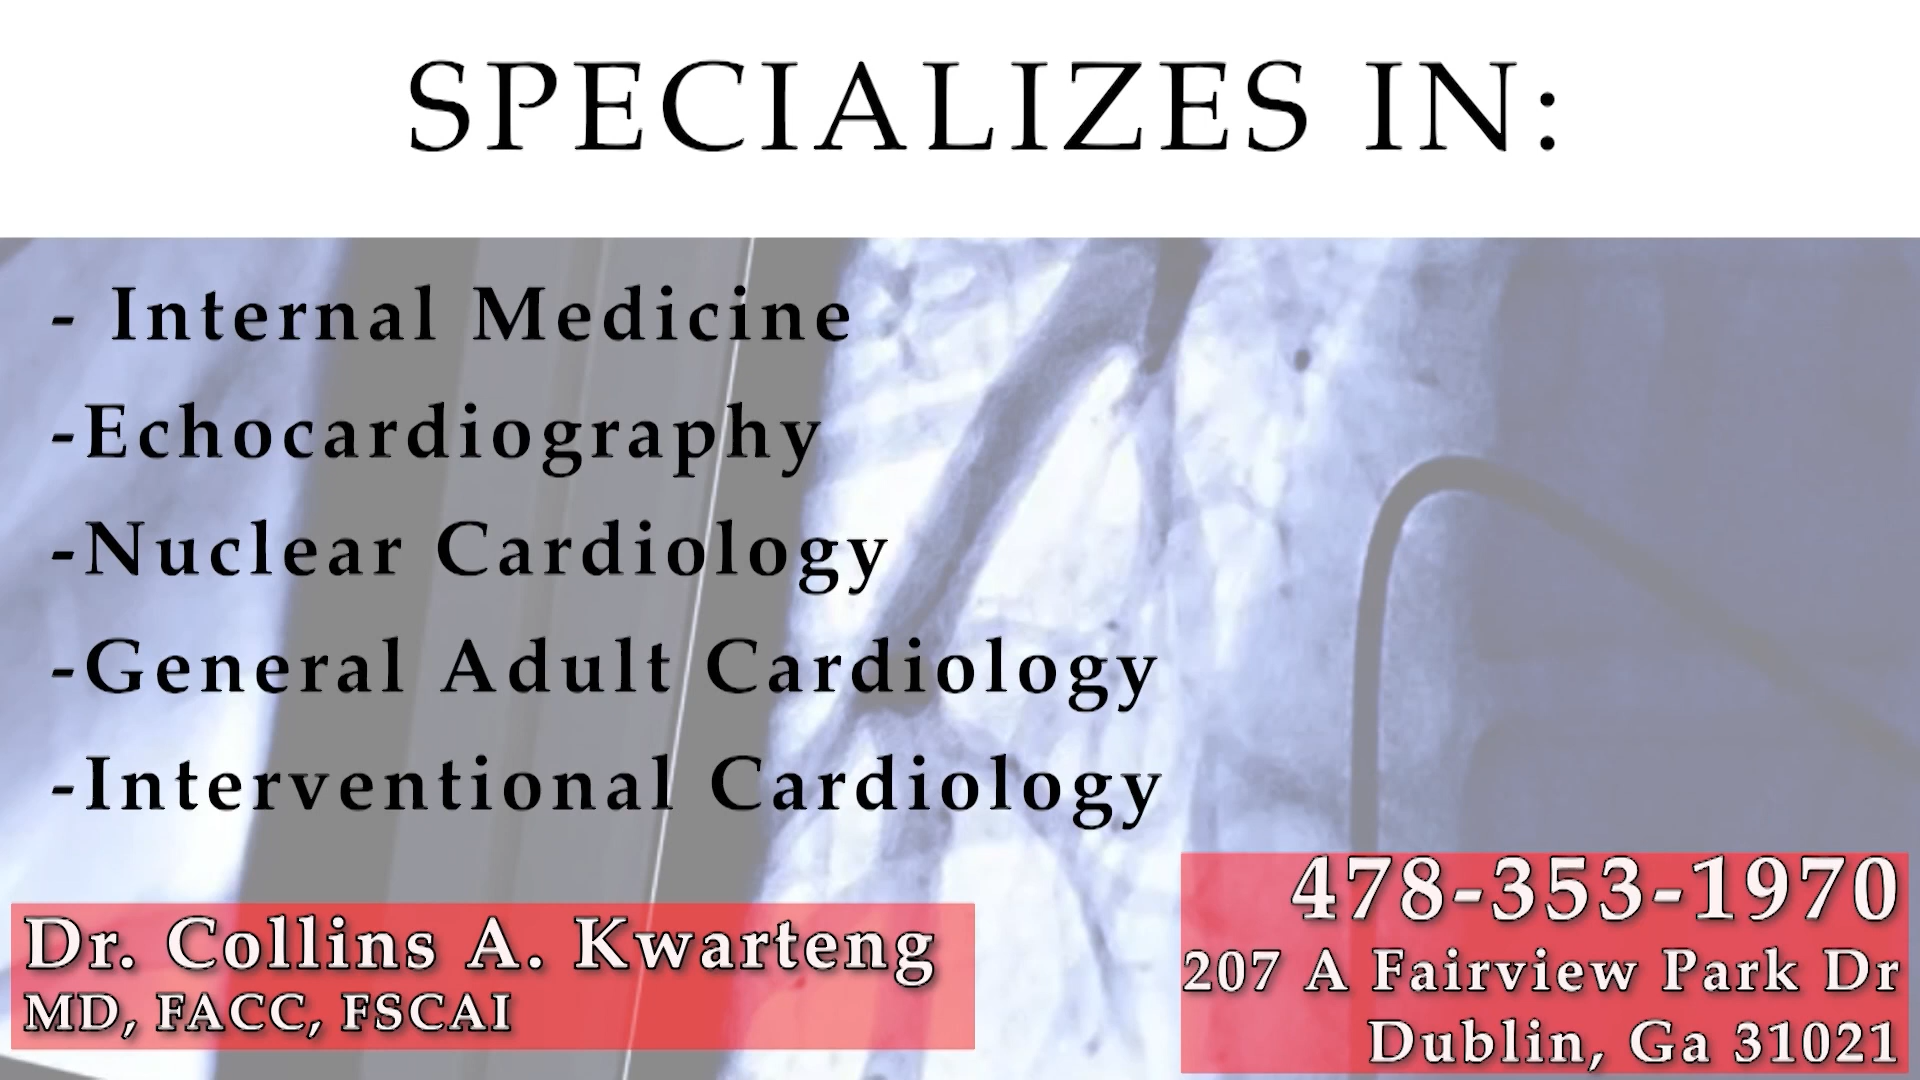 SPECIALIZES IN:
- Internal Medicine
-Echocardiography
-Nuclear Cardiology
-General Adult Cardiology
-Interventional Cardiology
Dr. Collins A. Kwarteng
MD, FACC, FSCAI
478-353-1970
207 A Fairview Park Dr
Dublin, Ga 31021